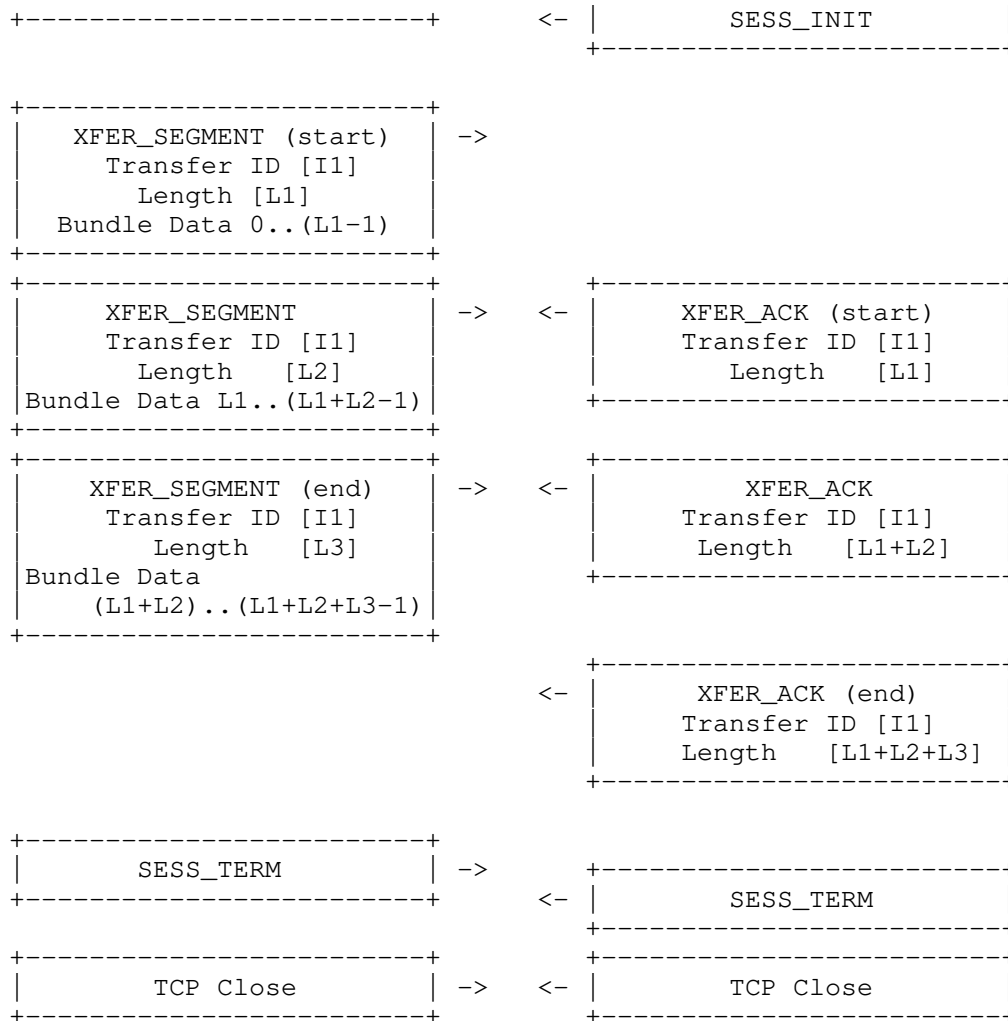 +-------------------------+        <- |        SESS_INIT
                                      +-------------------------

+-------------------------+
|   XFER_SEGMENT (start)  | ->
|     Transfer ID [I1]    |
|       Length [L1]       |
|  Bundle Data 0..(L1-1)  |
+-------------------------+
+-------------------------+           +-------------------------
|     XFER_SEGMENT        | ->     <- |     XFER_ACK (start)
|     Transfer ID [I1]    |           |     Transfer ID [I1]
|       Length   [L2]     |           |        Length   [L1]
|Bundle Data L1..(L1+L2-1)|           +-------------------------
+-------------------------+
+-------------------------+           +-------------------------
|    XFER_SEGMENT (end)   | ->     <- |         XFER_ACK
|     Transfer ID [I1]    |           |     Transfer ID [I1]
|        Length   [L3]    |           |      Length   [L1+L2]
|Bundle Data              |           +-------------------------
|    (L1+L2)..(L1+L2+L3-1)|
+-------------------------+
                                      +-------------------------
                                   <- |      XFER_ACK (end)
                                      |     Transfer ID [I1]
                                      |     Length   [L1+L2+L3]
                                      +-------------------------

+-------------------------+
|       SESS_TERM         | ->        +-------------------------
+-------------------------+        <- |        SESS_TERM
                                      +-------------------------
+-------------------------+           +-------------------------
|        TCP Close        | ->     <- |        TCP Close
+-------------------------+           +-------------------------